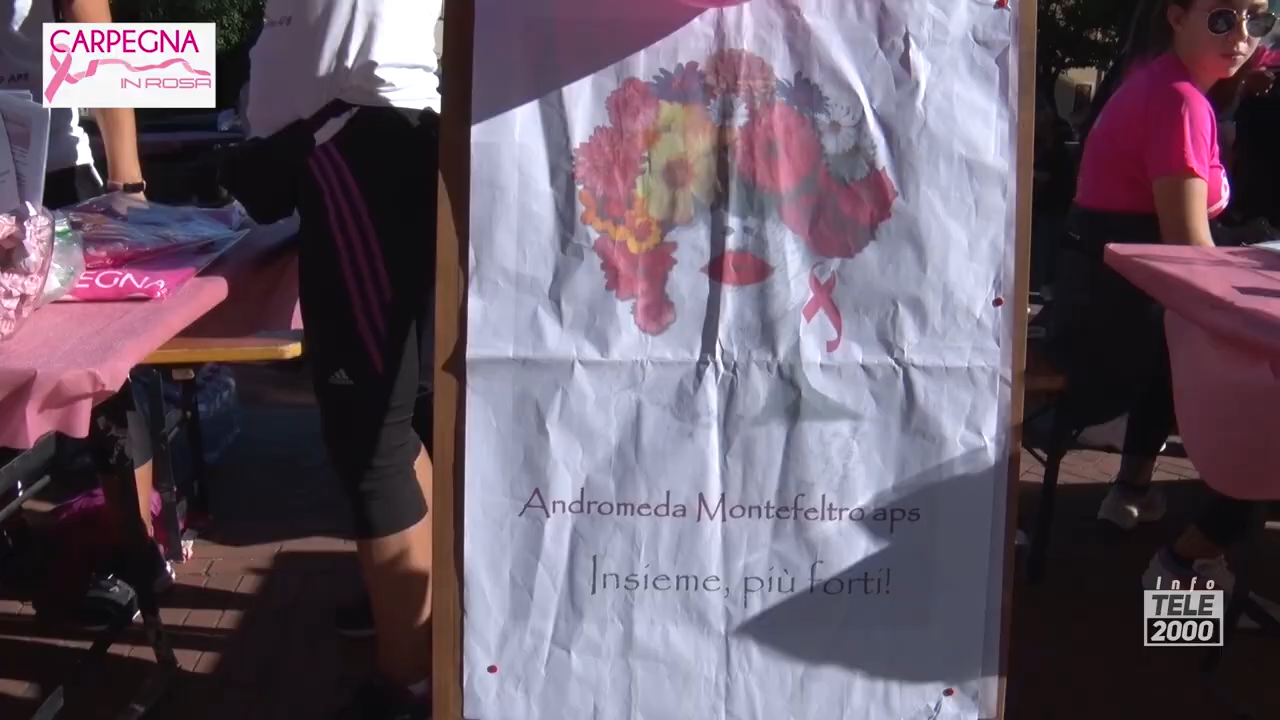 CARPEGNA
IN ROSA
EGNA
Andromeda Montefeltro aps
Insieme, più forti!
Info
TELE
2000